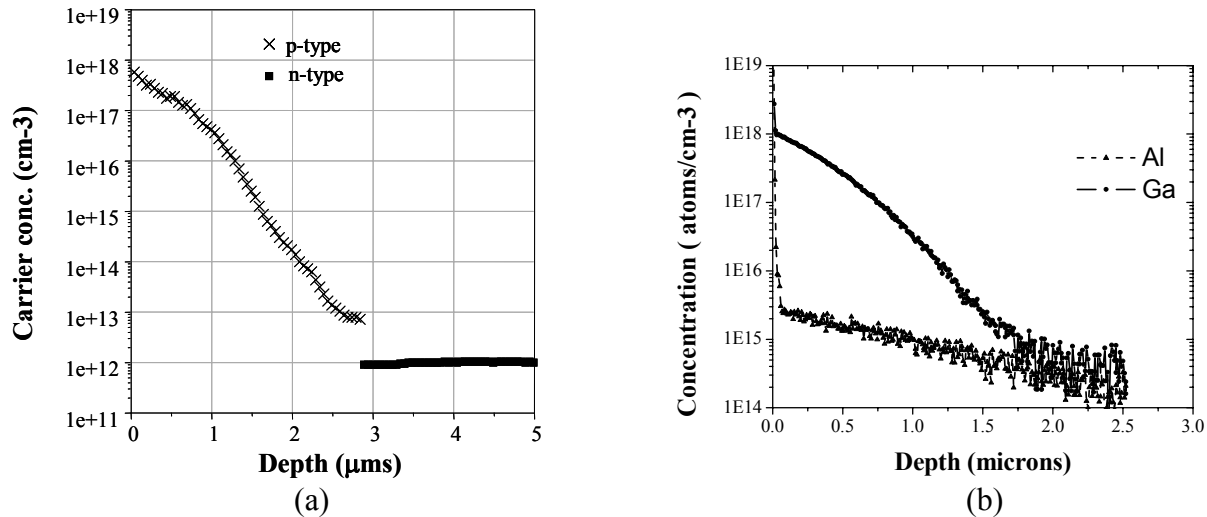 1e+19
1e+18
1e+17
1e+16
1e+15
1e+14
1e+13
1e+12
1e+11
Carrier conc. (cm-3)
p-type
n-type
0 1 2 3 4 5
Depth (μms)
(a)
1E19
1E18
1E17
1E16
1E15
1E14
Concentration ( atoms/cm-3 )
Al
Ga
0.0 0.5 1.0 1.5 2.0 2.5 3.0
Depth (microns)
(b)